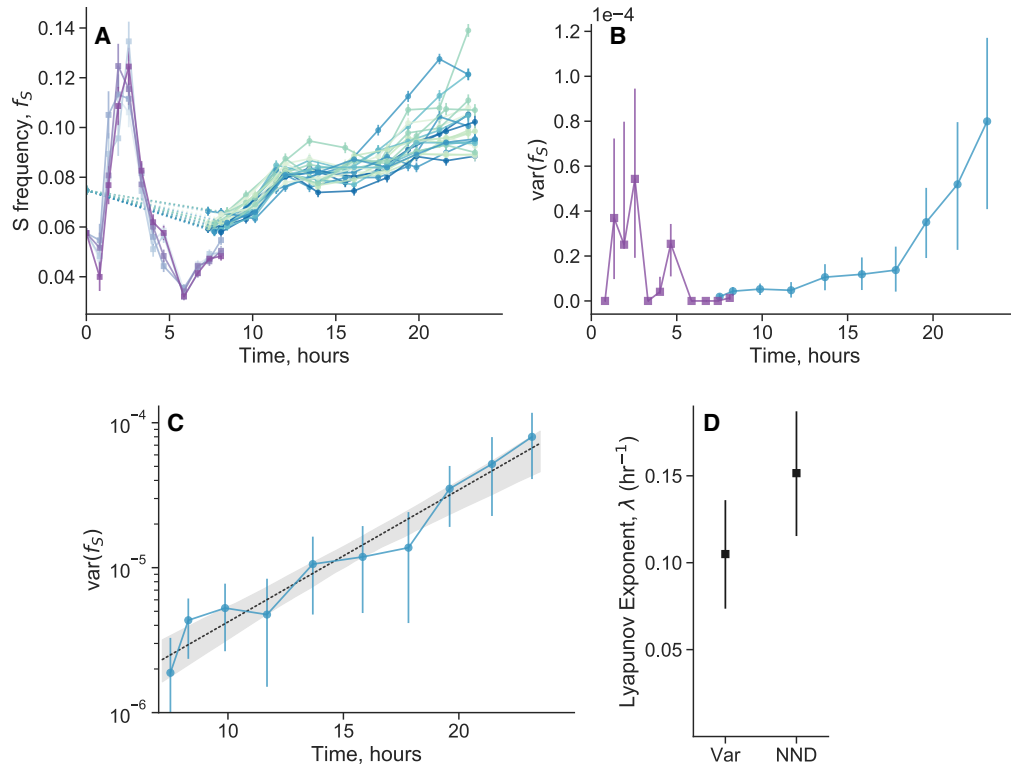 A
S frequency, fS
0.14
0.12
0.10
0.08
0.06
0.04
0 5 10 15 20
Time, hours
B
1e−4
var(fS)
1.2
1.0
0.8
0.6
0.4
0.2
0.0
0 5 10 15 20
Time, hours
C
var(fS)
10−4
10−5
10−6
10 15 20
Time, hours
D
Lyapunov Exponent, λ (hr−1)
0.15
0.10
0.05
Var NND